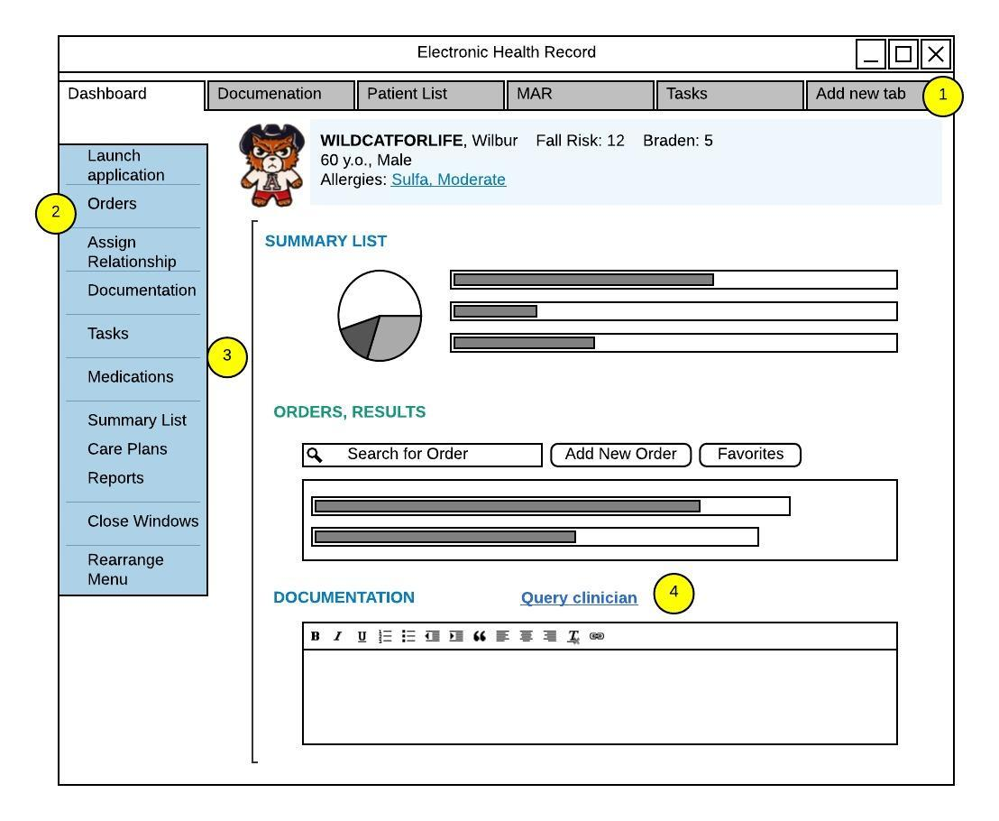 Electronic Health Record
Dashboard Documenation Patient List MAR Tasks Add new tab 1
WILDCATFORLIFE, Wilbur Fall Risk: 12 Braden: 5
60 y.o., Male
Allergies: Sulfa, Moderate
A
Launch
application
2
Orders
Assign
Relationship
Documentation
Tasks
3
Medications
Summary List
Care Plans
Reports
Close Windows
Rearrange
Menu
SUMMARY LIST
ORDERS, RESULTS
Search for Order Add New Order Favorites
DOCUMENTATION Query clinician 4
B I U T